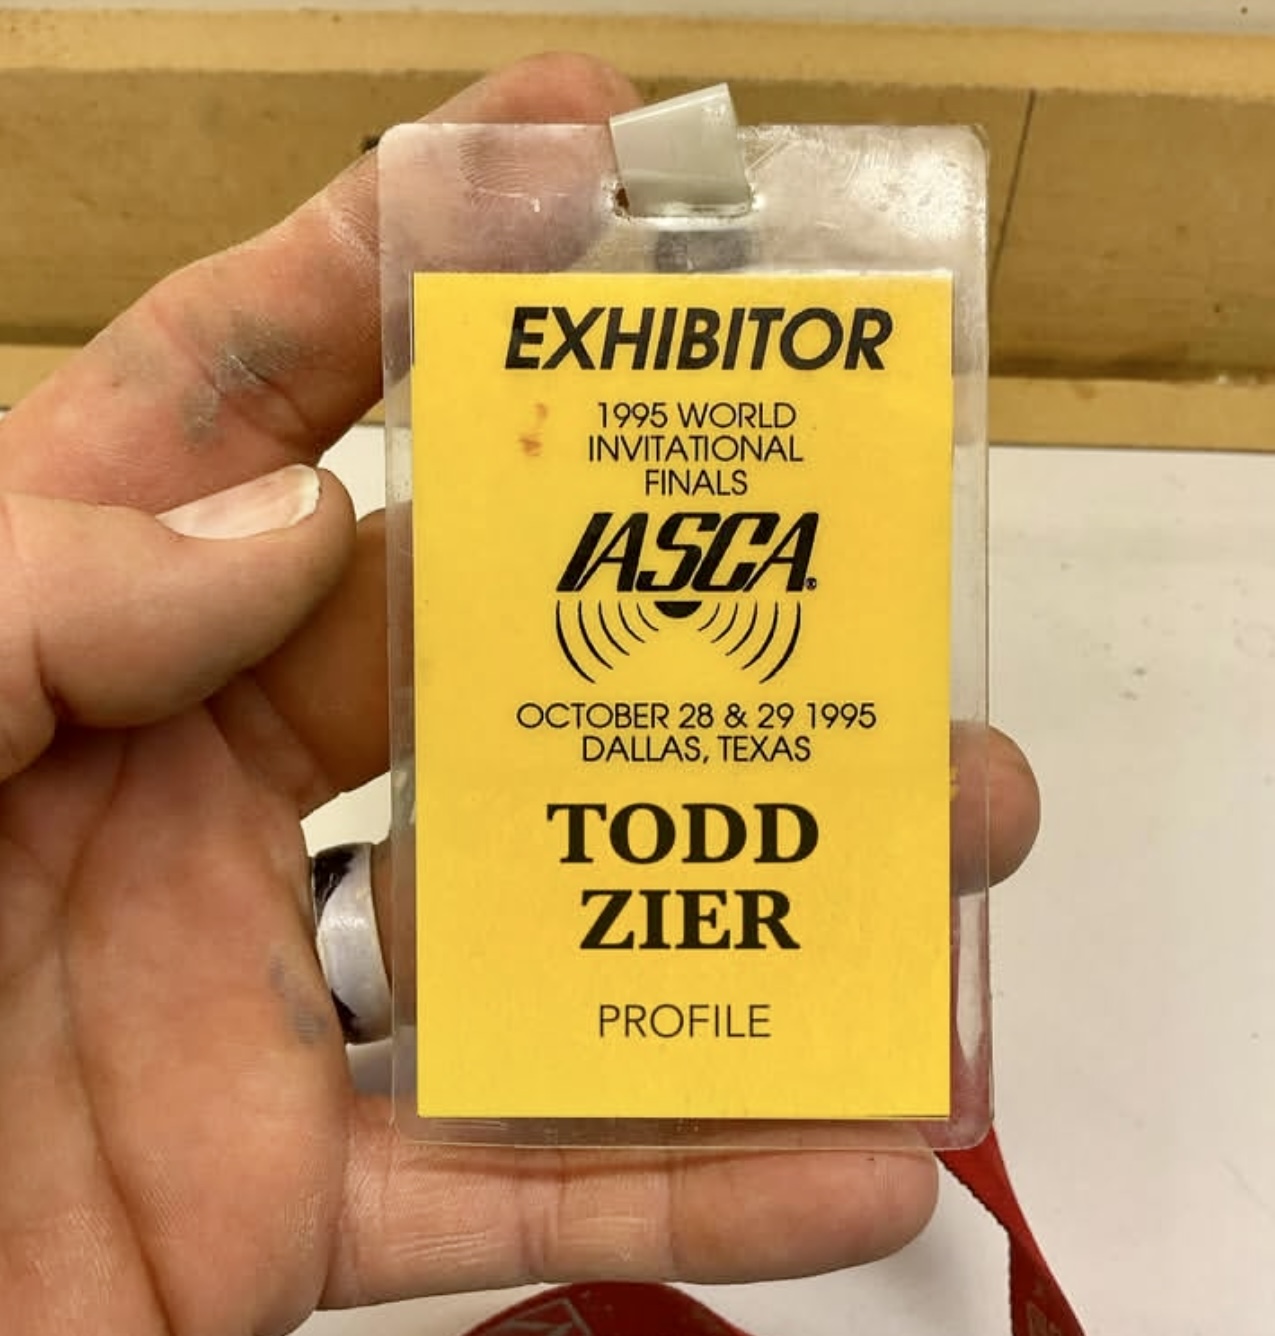 EXHIBITOR
1995 WORLD
INVITATIONAL
FINALS
IASCA®
OCTOBER 28 & 29 1995
DALLAS, TEXAS
TODD
ZIER
PROFILE